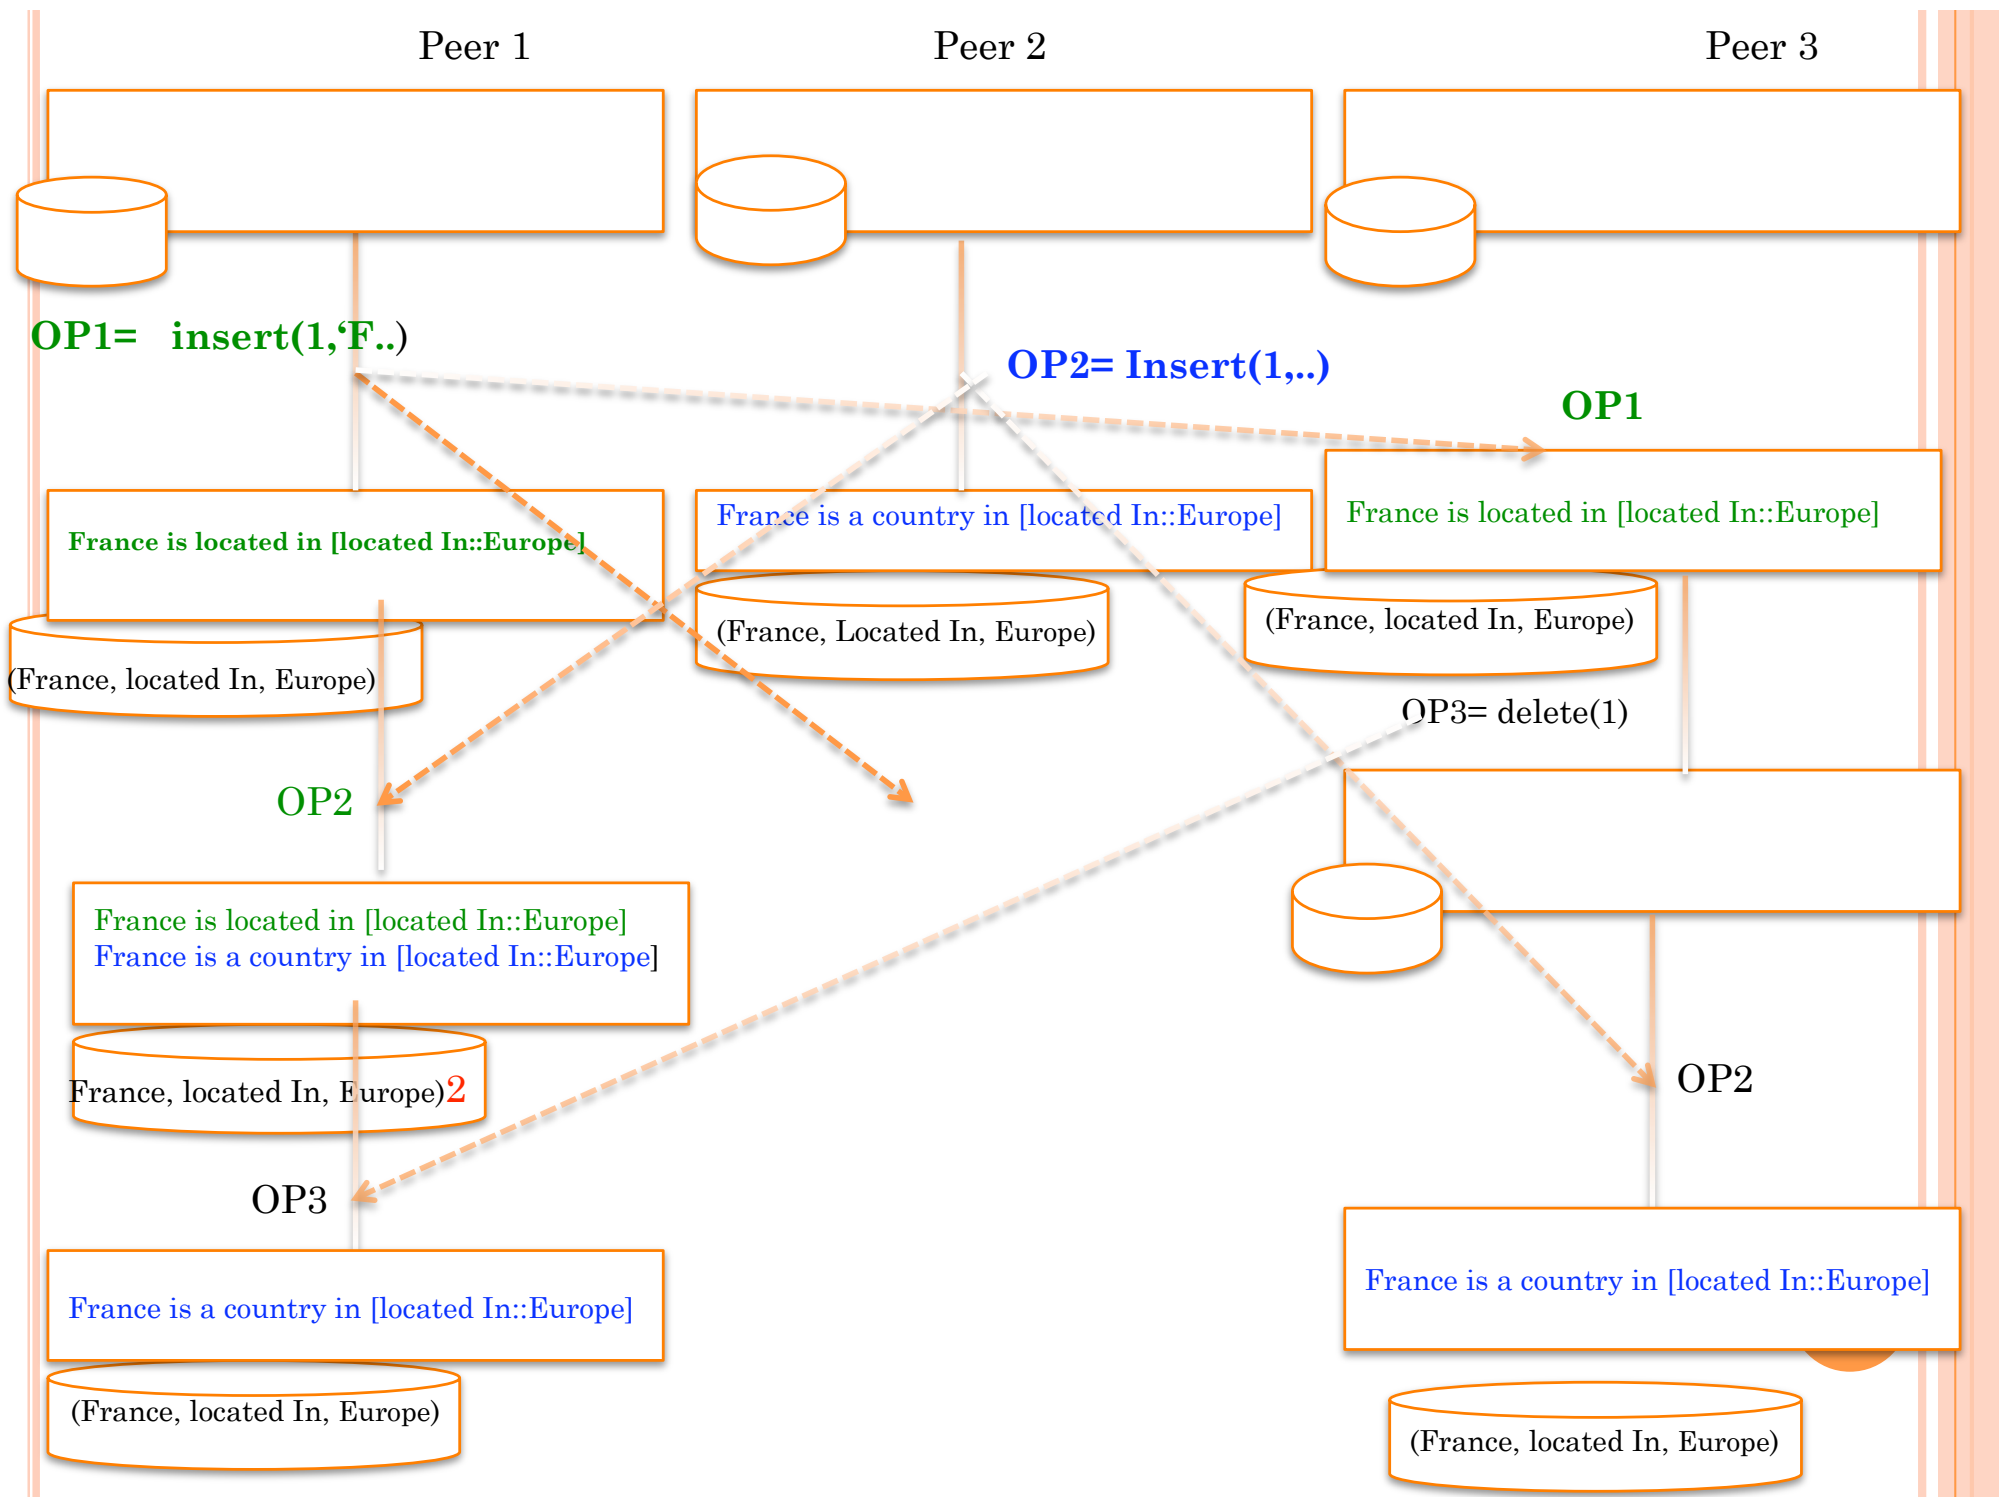 Peer 1
Peer 2
Peer 3
OP1=   insert(1,‘F..)
OP2= Insert(1,..)
OP1
France is located in [located In::Europe]
France is a country in [located In::Europe]
France is located in [located In::Europe]
(France, located In, Europe)
(France, Located In, Europe)
(France, located In, Europe)
OP3= delete(1)
OP2
France is located in [located In::Europe]
France is a country in [located In::Europe]
France, located In, Europe)2
OP2
OP3
France is a country in [located In::Europe]
France is a country in [located In::Europe]
(France, located In, Europe)
(France, located In, Europe)